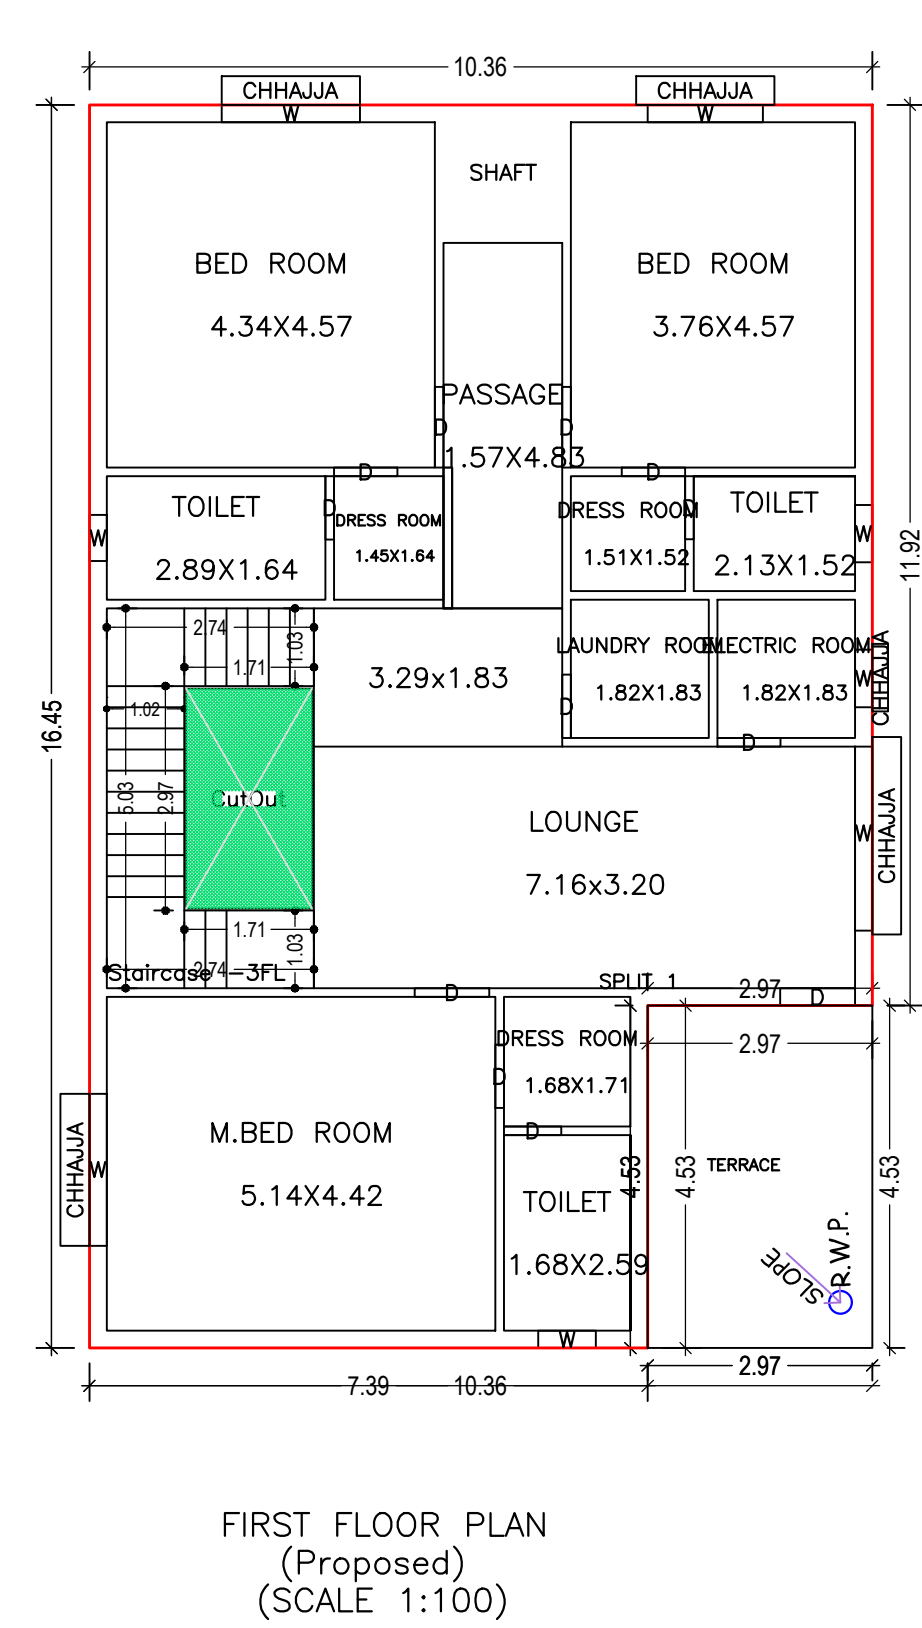 10.36
CHHAJJA
CHHAJJA
W
W
SHAFT
BED ROOM
4.34X4.57
BED ROOM
3.76X4.57
PASSAGE
1.57X4.83
D
D
D
D
TOILET
2.89X1.64
D
DRESS ROOM
1.45X1.64
DRESS ROOM
1.51X1.52
D
TOILET
2.13X1.52
W
W
11.92
16.45
2.74
1.03
1.71
3.29x1.83
LAUNDRY ROOM
1.82X1.83
ELECTRIC ROOM
1.82X1.83
W
CHHAJJA
D
D
1.02
5.03
2.97
CutOut
LOUNGE
7.16x3.20
W
CHHAJJA
1.71
1.03
2.74
Staircase -3FL
SPLIT 1
2.97
D
D
2.97
DRESS ROOM
1.68X1.71
D
D
M.BED ROOM
5.14X4.42
CHHAJJA
W
TOILET
1.68X2.59
4.53
4.53
TERRACE
4.53
R.W.P.
SLOPE
W
2.97
7.39
10.36
FIRST FLOOR PLAN
(Proposed)
(SCALE 1:100)